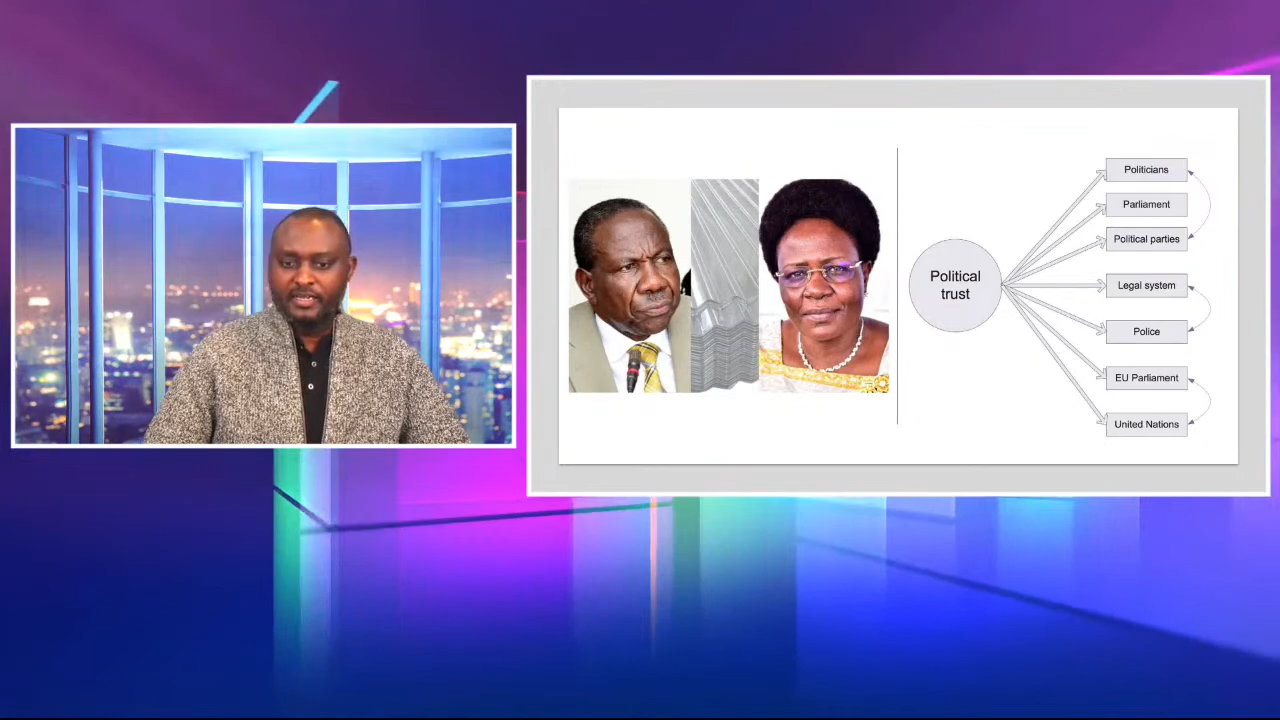 Political
trust
Politicians
Parliament
Political parties
Legal system
Police
EU Parliament
United Nations